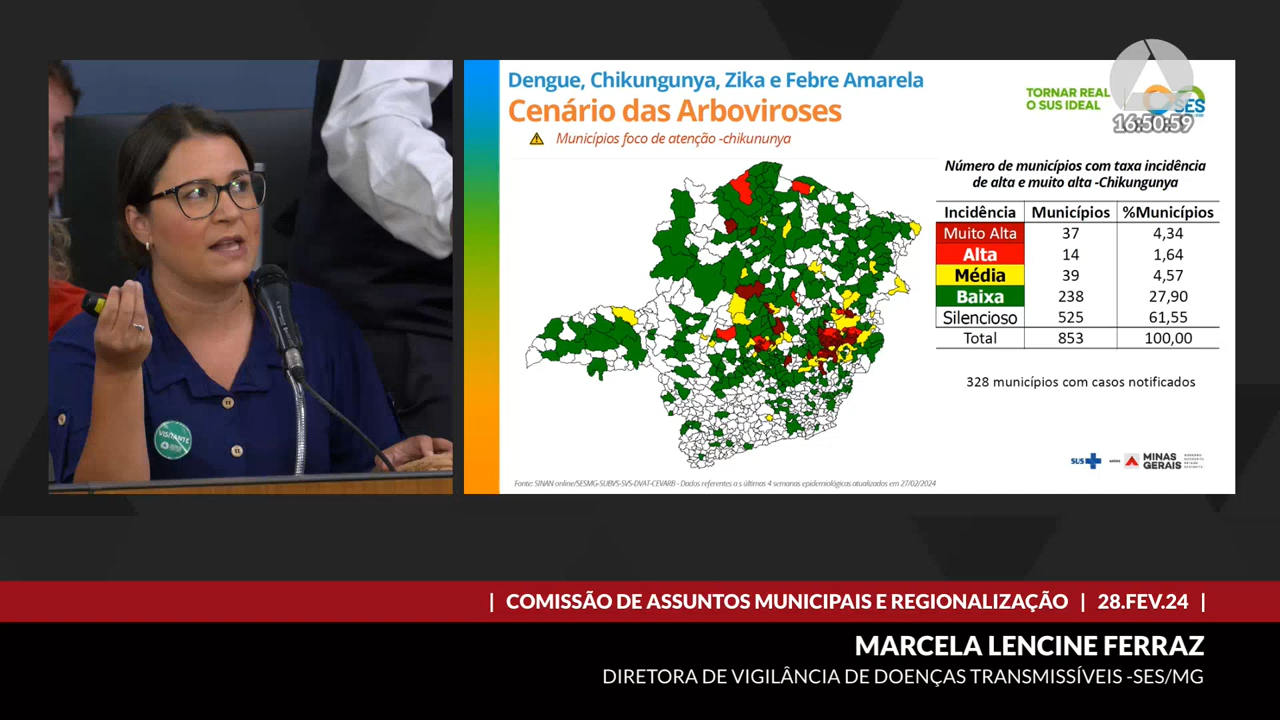 Dengue, Chikungunya, Zika e Febre Amarela
Cenário das Arboviroses
Municípios foco de atenção -chikununya
TORNAR REAL
O SUS IDEAL
SES
16:50:59
Número de municípios com taxa incidência
de alta e muito alta -Chikungunya
Incidência Municípios %Municípios
Muito Alta 37 4,34
Alta 14 1,64
Média 39 4,57
Baixa 238 27,90
Silencioso 525 61,55
Total 853 100,00
328 municípios com casos notificados
SUS
MINAS
GERAIS
Fonte: SINAN online/SESMG-SUBVS-SVS-DVAT-CEVARB - Dados referentes a s últimas 4 semanas epidemiológicas atualizados em 27/02/2024
VISITANTE
| COMISSÃO DE ASSUNTOS MUNICIPAIS E REGIONALIZAÇÃO | 28.FEV.24 |
MARCELA LENCINE FERRAZ
DIRETORA DE VIGILÂNCIA DE DOENÇAS TRANSMISSÍVEIS -SES/MG